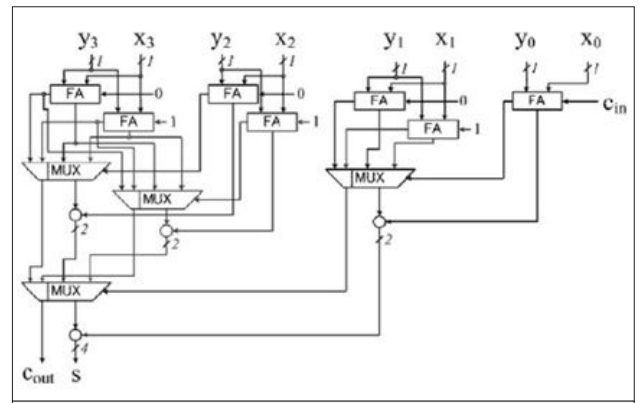 y3 x3 y2 x2 y1 x1 y0 x0
1 1 1 1 1 1 1 1
FA 0 FA 0 FA 0 FA cin
FA 1 FA 1 FA 1
MUX MUX
MUX
2 2 2
MUX
4
cout s